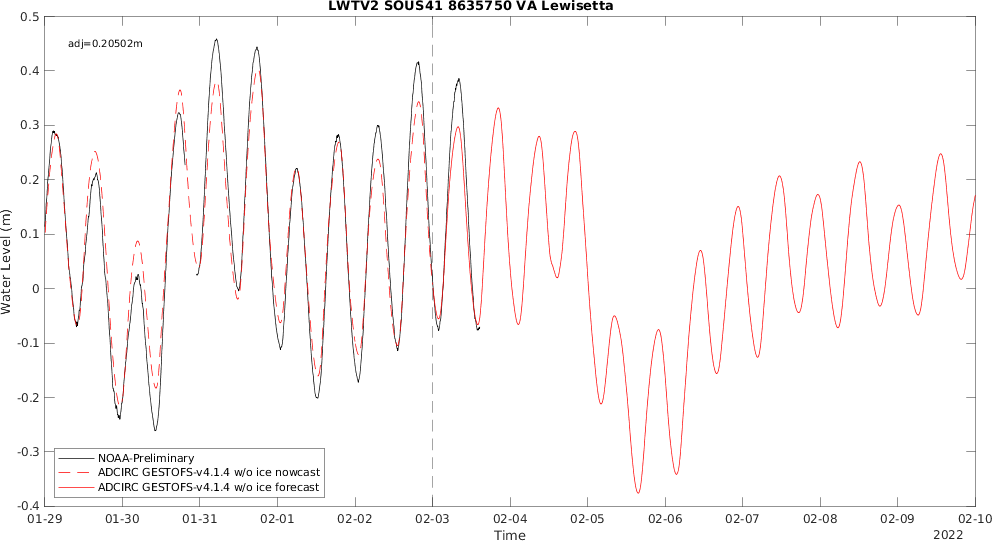 LWTV2 SOUS41 8635750 VA Lewisetta
adj=0.20502m
0.5
0.4
0.3
0.2
0.1
0
-0.1
-0.2
-0.3
-0.4
Water Level (m)
NOAA-Preliminary
ADCIRC GESTOFS-v4.1.4 w/o ice nowcast
ADCIRC GESTOFS-v4.1.4 w/o ice forecast
01-29 01-30 01-31 02-01 02-02 02-03 02-04 02-05 02-06 02-07 02-08 02-09 02-10
Time
2022